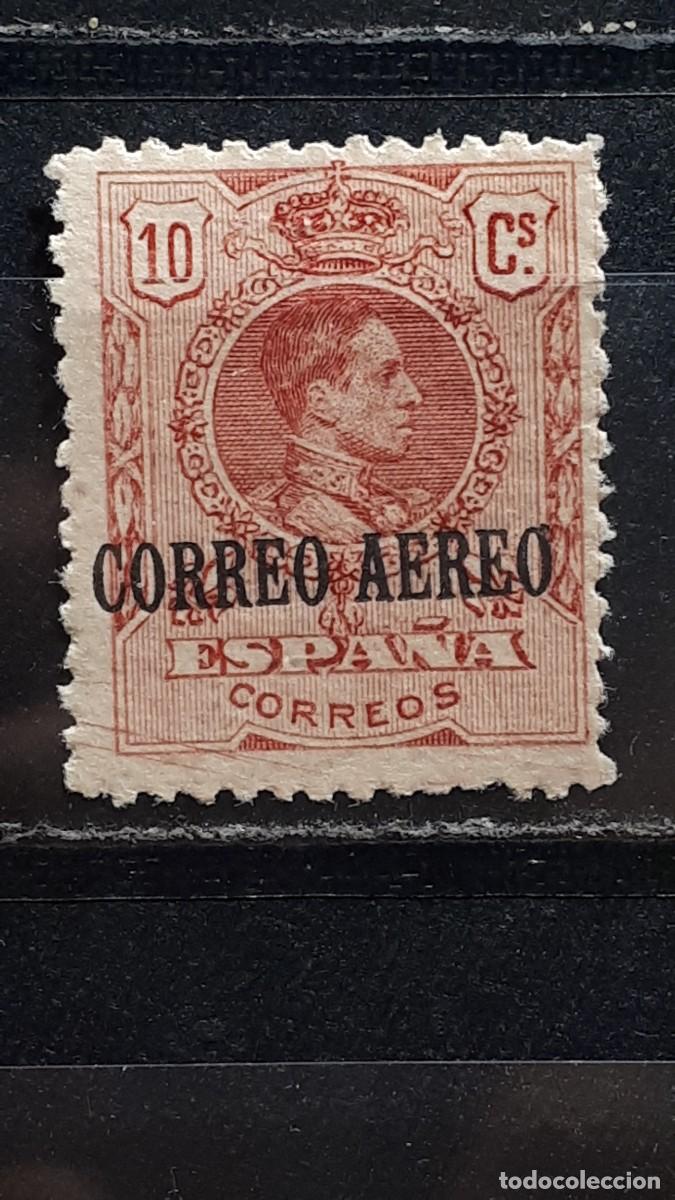 10 Cs.
CORREO AEREO
ESPAÑA
CORREOS
todocoleccion